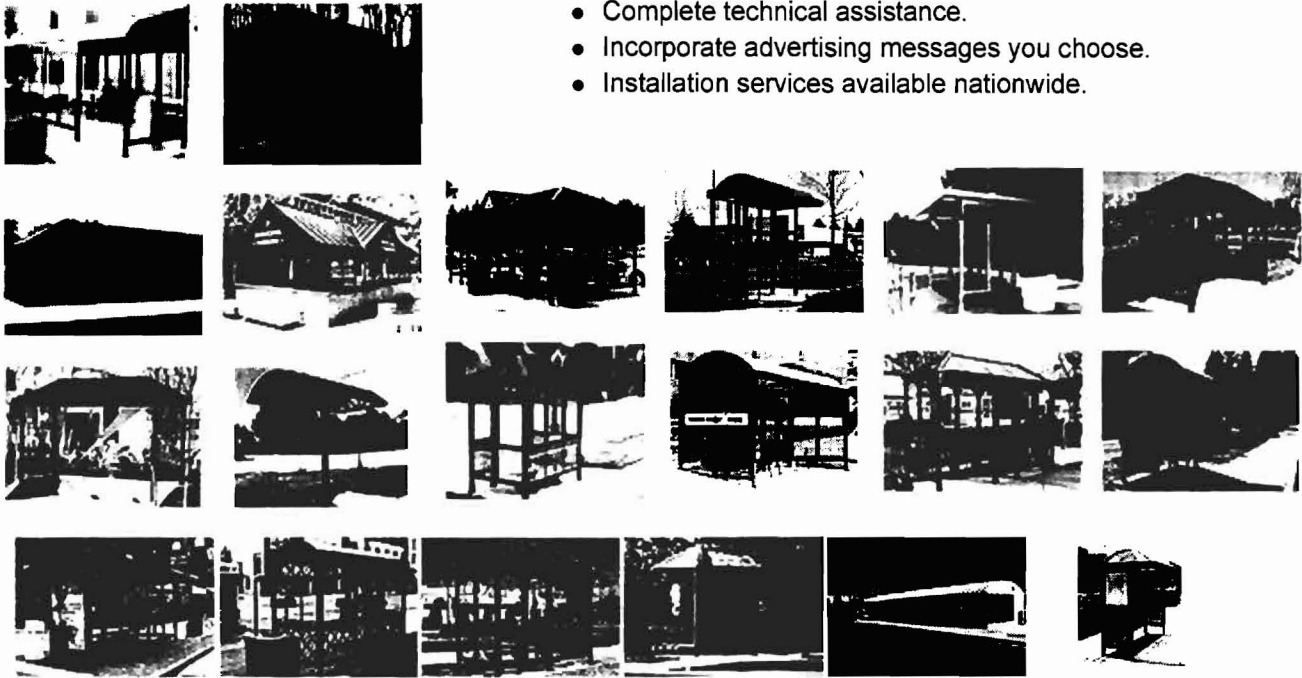 • Complete technical assistance.
• Incorporate advertising messages you choose.
• Installation services available nationwide.